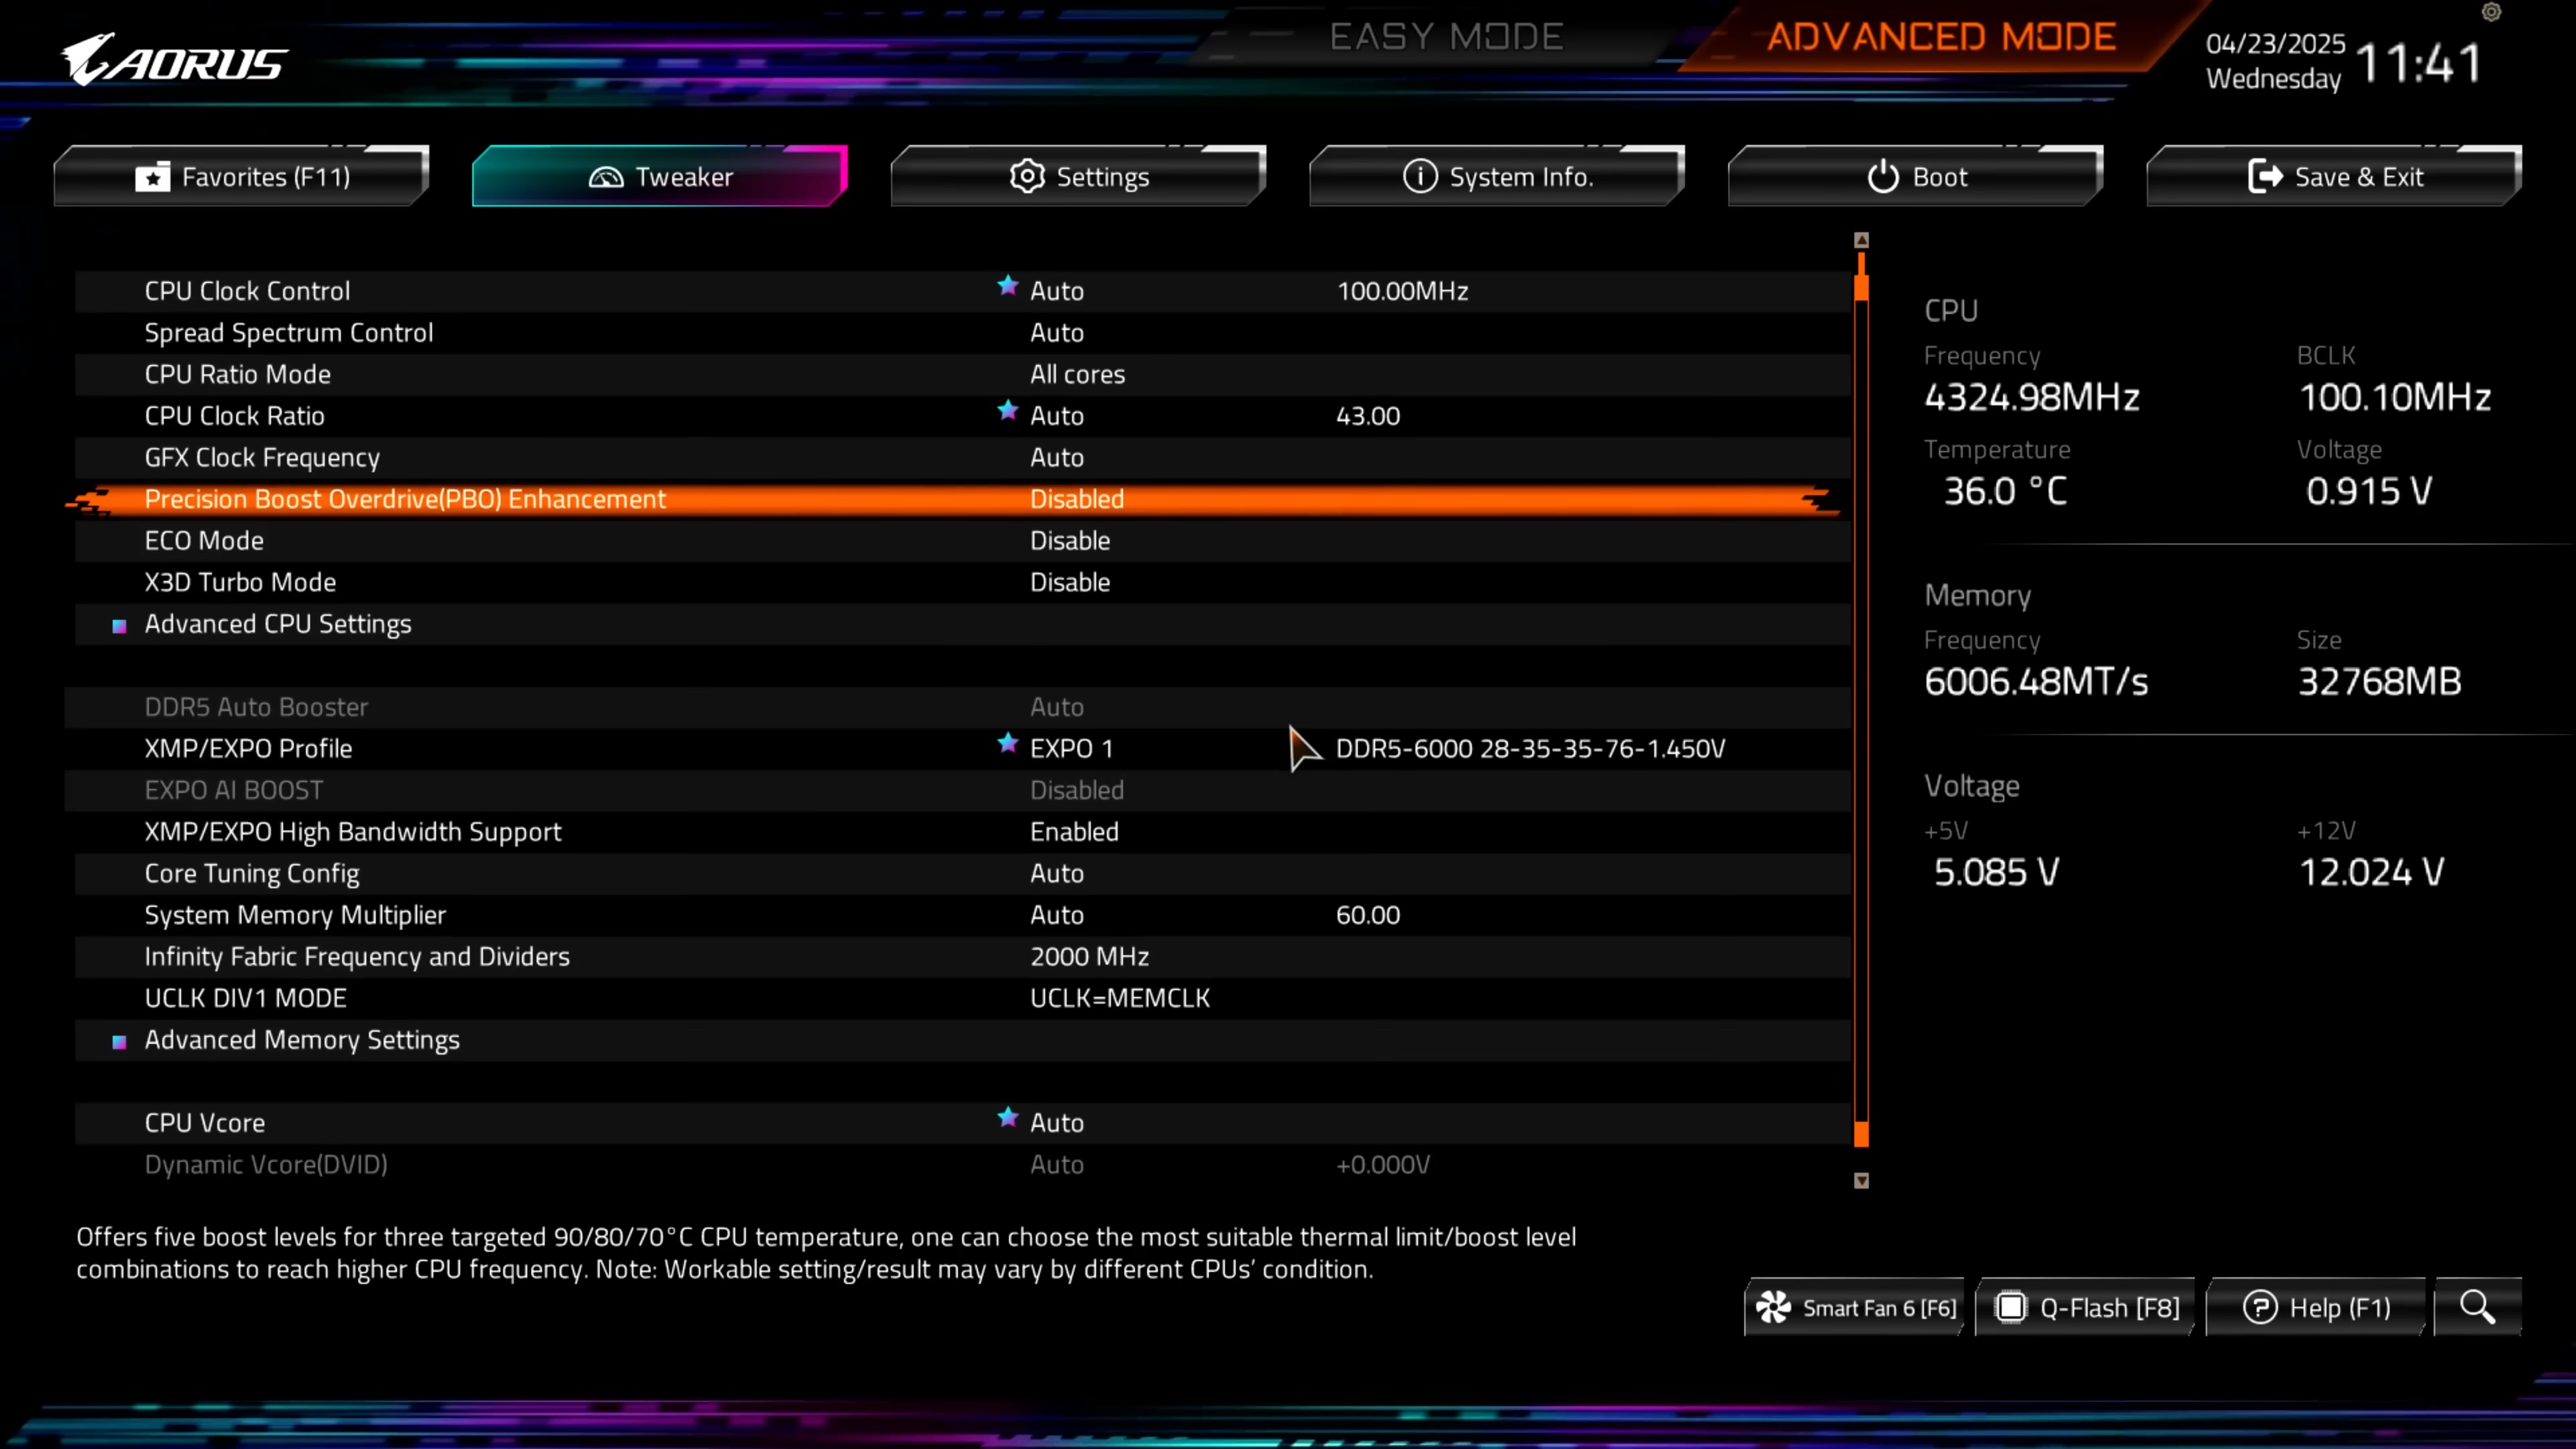 AORUS
EASY MODE
ADVANCED MODE
04/23/2025
Wednesday
11:41
Favorites (F11)
Tweaker
Settings
System Info.
Boot
Save & Exit
CPU Clock Control Auto 100.00MHz
Spread Spectrum Control Auto
CPU Ratio Mode All cores
CPU Clock Ratio Auto 43.00
GFX Clock Frequency Auto
Precision Boost Overdrive(PBO) Enhancement Disabled
ECO Mode Disable
X3D Turbo Mode Disable
Advanced CPU Settings
DDR5 Auto Booster Auto
XMP/EXPO Profile EXPO 1 DDR5-6000 28-35-35-76-1.450V
EXPO AI BOOST Disabled
XMP/EXPO High Bandwidth Support Enabled
Core Tuning Config Auto
System Memory Multiplier Auto 60.00
Infinity Fabric Frequency and Dividers 2000 MHz
UCLK DIV1 MODE UCLK=MEMCLK
Advanced Memory Settings
CPU Vcore Auto
Dynamic Vcore(DVID) Auto +0.000V
CPU
Frequency BCLK
4324.98MHz 100.10MHz
Temperature Voltage
36.0 °C 0.915 V
Memory
Frequency Size
6006.48MT/s 32768MB
Voltage
+5V +12V
5.085 V 12.024 V
Offers five boost levels for three targeted 90/80/70°C CPU temperature, one can choose the most suitable thermal limit/boost level
combinations to reach higher CPU frequency. Note: Workable setting/result may vary by different CPUs’ condition.
Smart Fan 6 [F6]
Q-Flash [F8]
Help (F1)